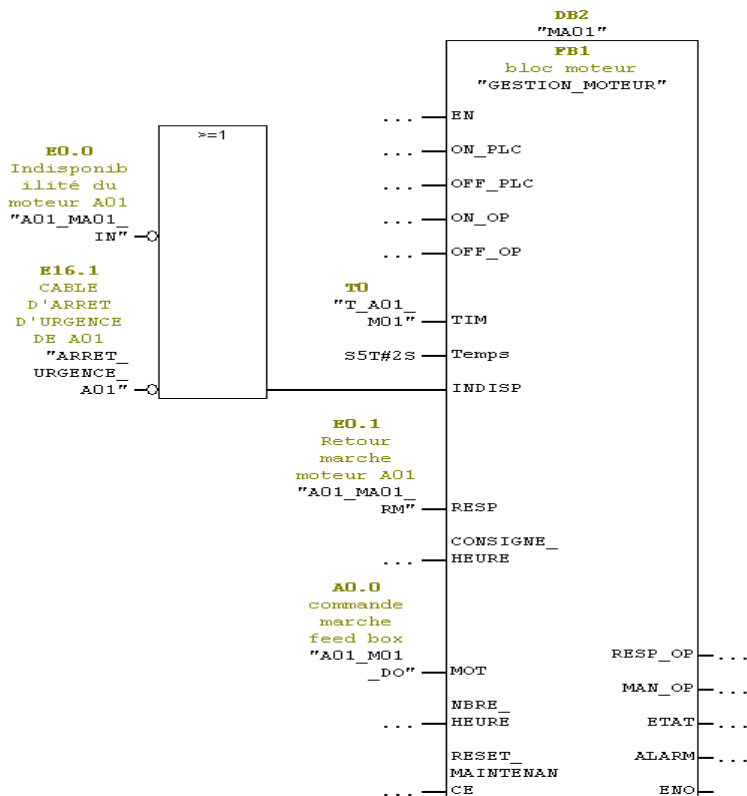 DB2
"MA01"
FB1
bloc moteur
"GESTION_MOTEUR"
... EN
>=1
E0.0
Indisponib
ilité du
moteur A01
"A01_MA01_
IN"
... ON_PLC
... OFF_PLC
... ON_OP
... OFF_OP
E16.1
CABLE
D'ARRET
D'URGENCE
DE A01
"ARRET_
URGENCE_
A01"
T0
"T_A01_
M01" TIM
S5T#2S Temps
INDISP
E0.1
Retour
marche
moteur A01
"A01_MA01_
RM" RESP
CONSIGNE_
... HEURE
A0.0
commande
marche
feed box
"A01_M01
_DO" MOT
NBRE_
... HEURE
RESET_
MAINTENAN
... CE
RESP_OP ...
MAN_OP ...
ETAT ...
ALARM ...
ENO